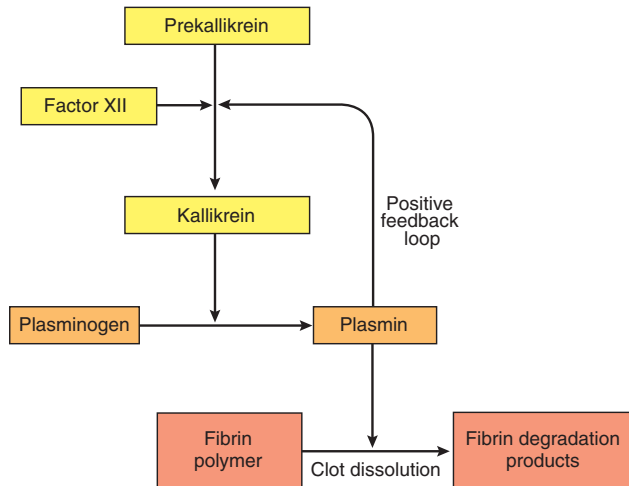 Prekallikrein
Factor XII
Kallikrein
Positive
feedback
loop
Plasminogen
Plasmin
Fibrin
polymer
Clot dissolution
Fibrin degradation
products